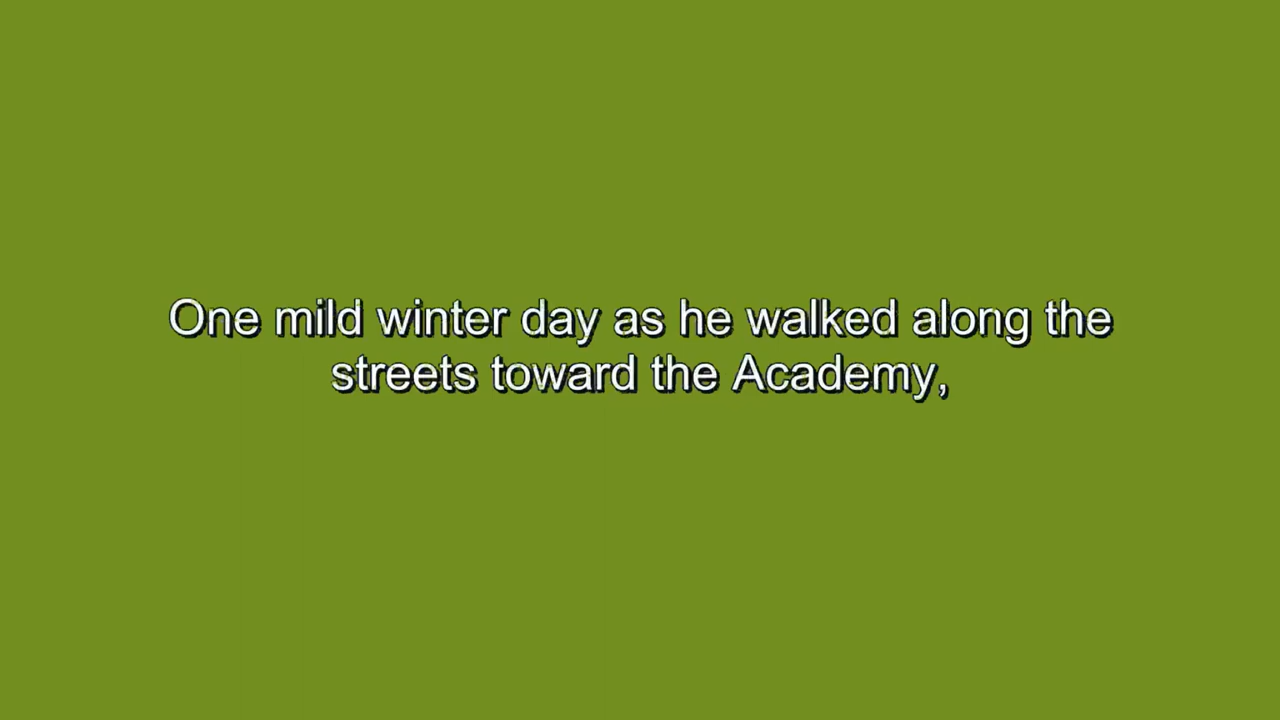 One mild winter day as he walked along the
streets toward the Academy,